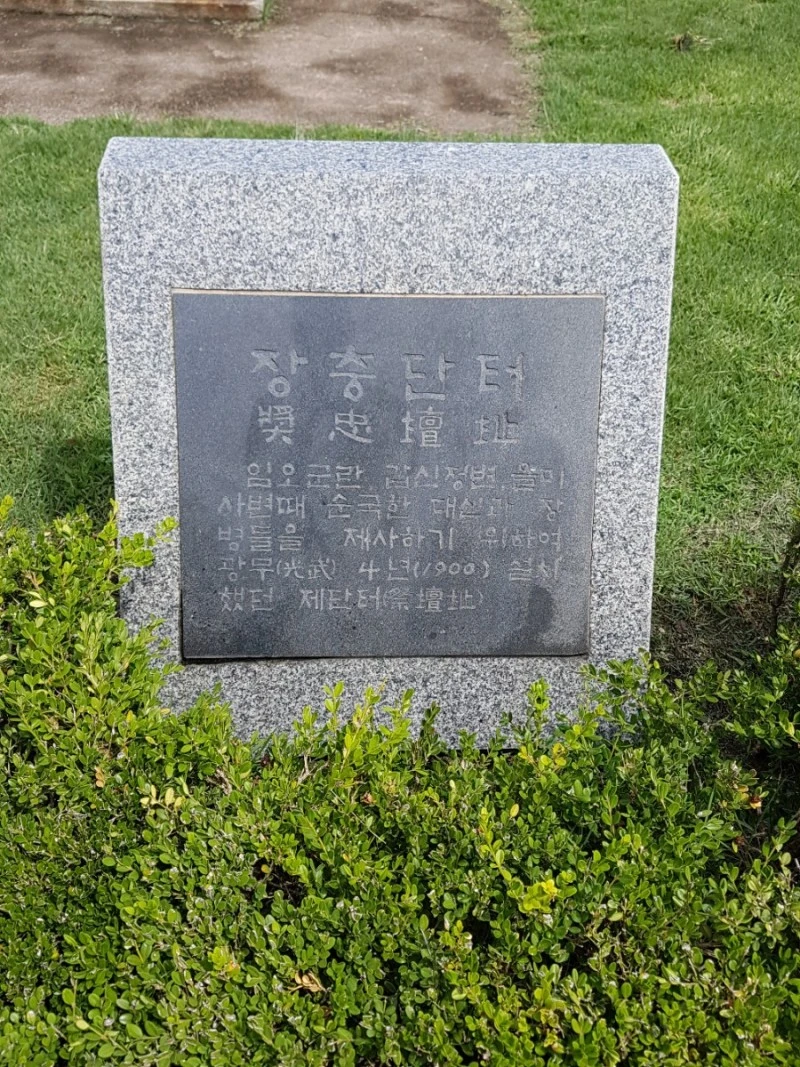 장충단터
奬忠壇址
임오군란, 갑신정변, 을미
사변때 순국한 대신과 장
병들을 제사하기 위하여
광무(光武) 4년(1900) 설치
했던 제단터(祭壇址)